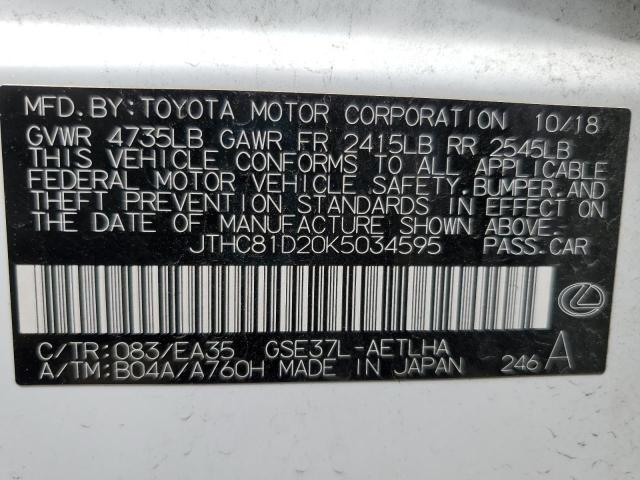 MFD. BY: TOYOTA MOTOR CORPORATION 10/18
GVWR 4735LB GAWR FR 2415LB RR 2545LB
THIS VEHICLE CONFORMS TO ALL APPLICABLE
FEDERAL MOTOR VEHICLE SAFETY, BUMPER, AND
THEFT PREVENTION STANDARDS IN EFFECT ON
THE DATE OF MANUFACTURE SHOWN ABOVE.
JTHC81D20K5034595 PASS. CAR
C/TR: 083/EA35 GSE37L-AETLHA
A/TM: B04A/A760H MADE IN JAPAN 246 A